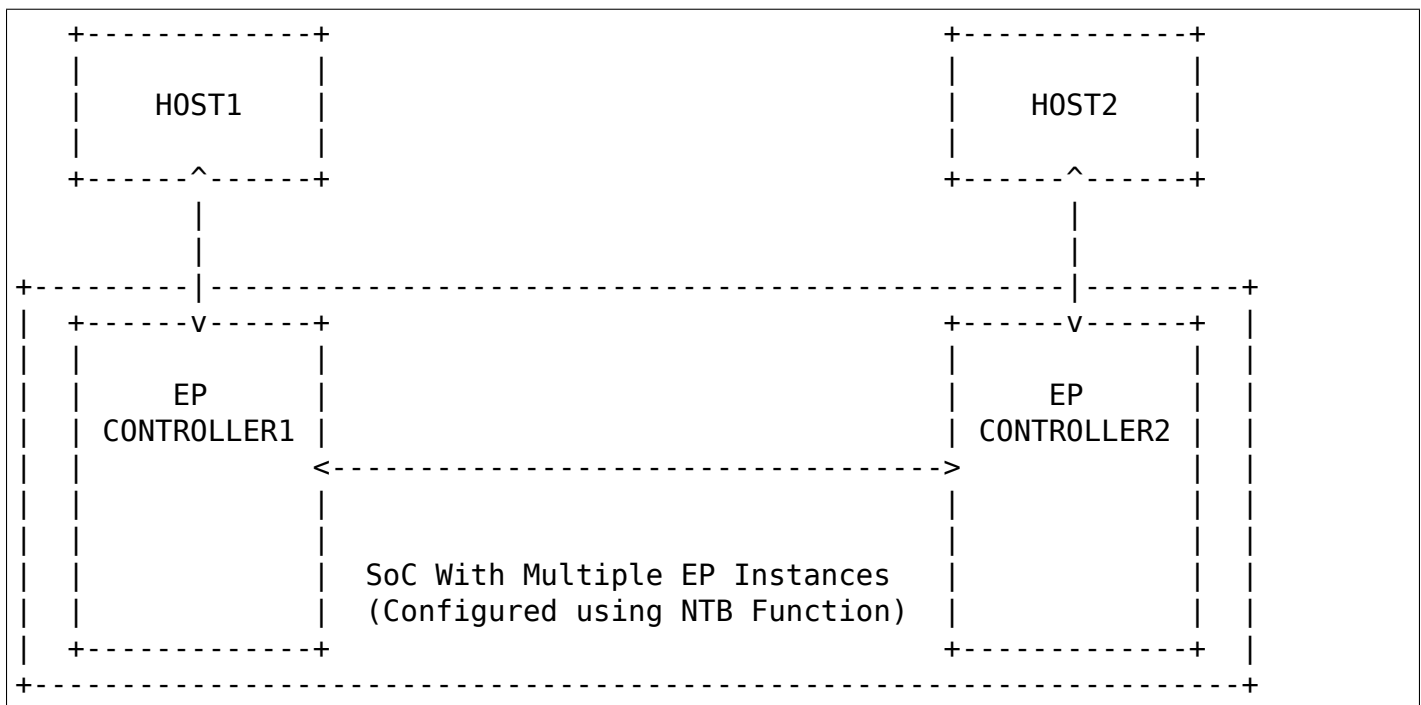 HOST1 HOST2
EP EP
CONTROLLER1 CONTROLLER2
SoC With Multiple EP Instances
(Configured using NTB Function)